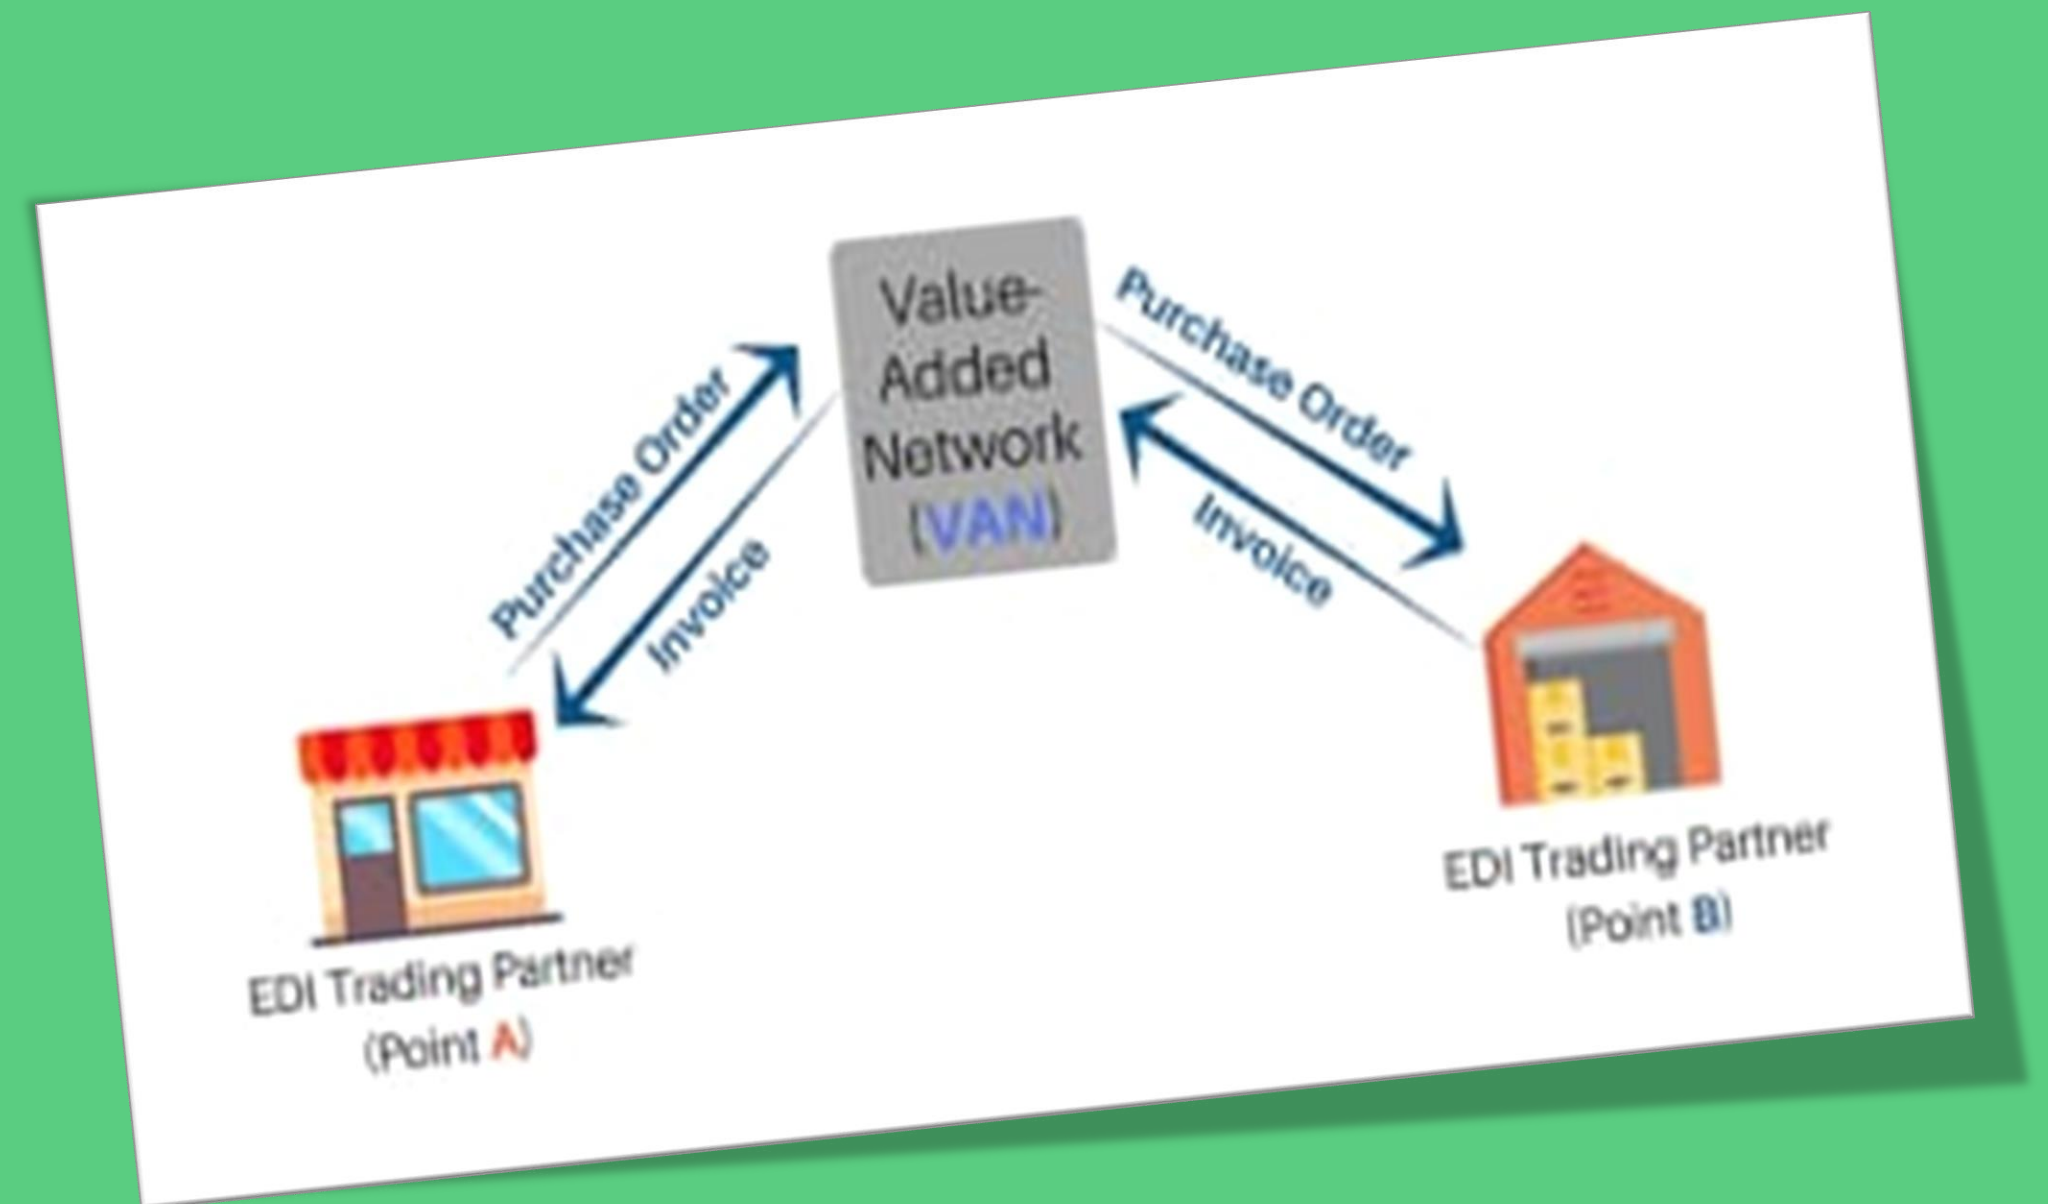 Value-
Added
Network
(VAN)
Purchase Order
Invoice
Purchase Order
Invoice
EDI Trading Partner
(Point A)
EDI Trading Partner
(Point B)